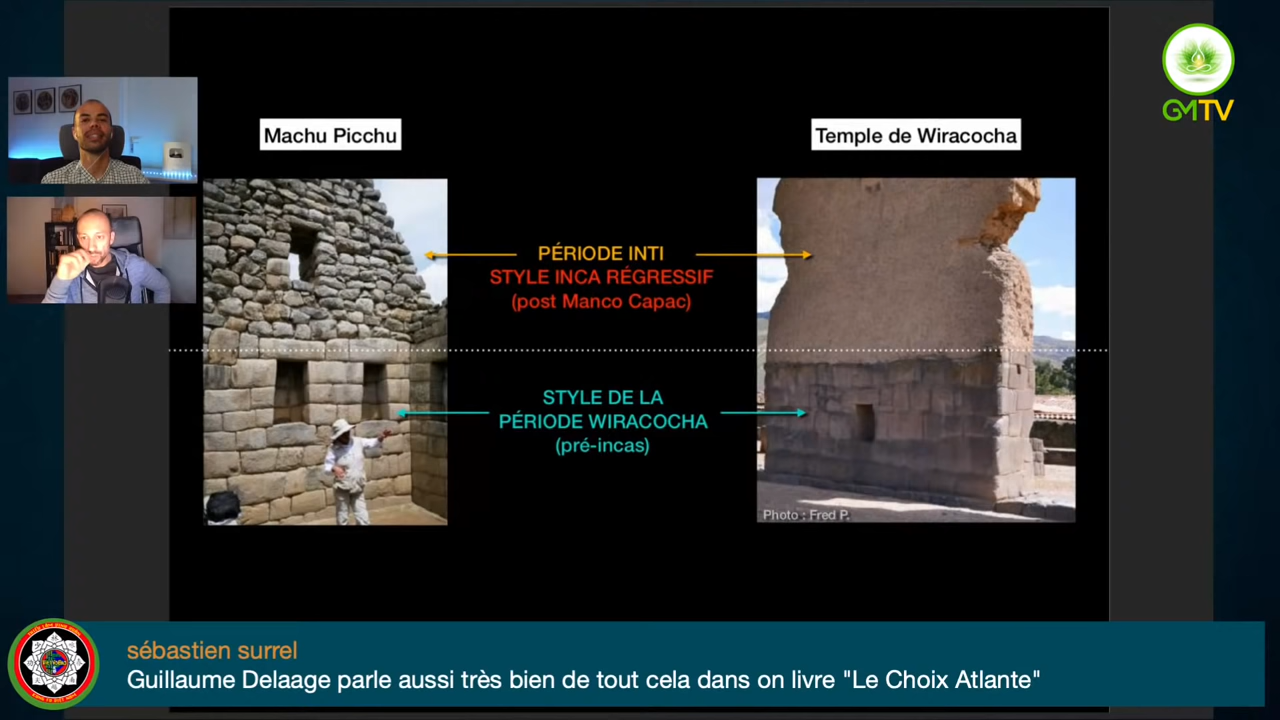 GMTV
Machu Picchu
Temple de Wiracocha
PÉRIODE INTI
STYLE INCA RÉGRESSIF
(post Manco Capac)
STYLE DE LA
PÉRIODE WIRACOCHA
(pré-incas)
Photo : Fred P.
sébastien surrel
Guillaume Delaage parle aussi très bien de tout cela dans on livre "Le Choix Atlante"